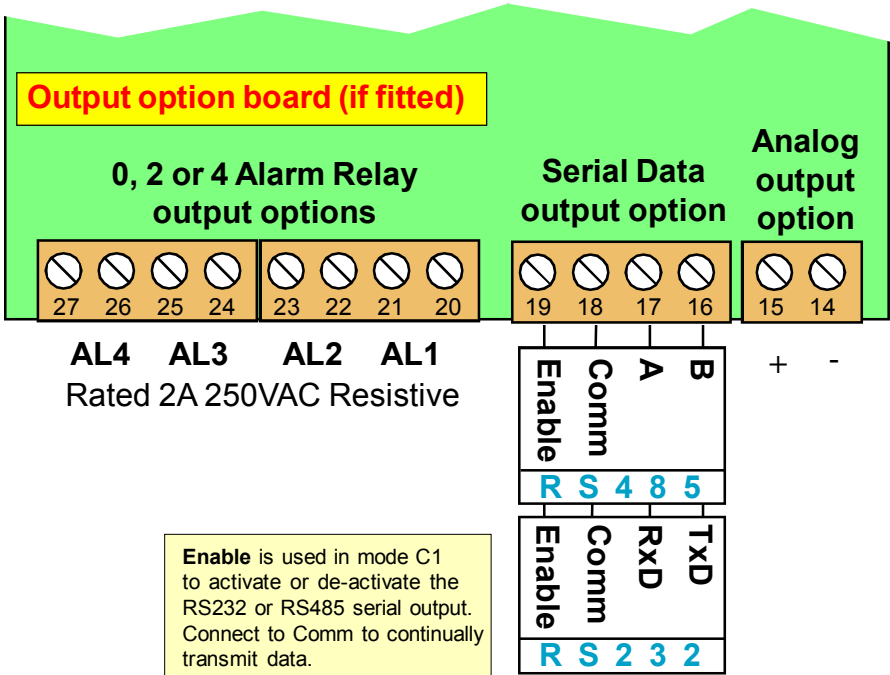 Output option board (if fitted)
0, 2 or 4 Alarm Relay
output options
Serial Data
output option
Analog
output
option
27 26 25 24 23 22 21 20 19 18 17 16 15 14
AL4 AL3 AL2 AL1
Rated 2A 250VAC Resistive
+ -
Enable Comm A B
RS485
Enable Comm RxD TxD
RS232
Enable is used in mode C1
to activate or de-activate the
RS232 or RS485 serial output.
Connect to Comm to continually
transmit data.